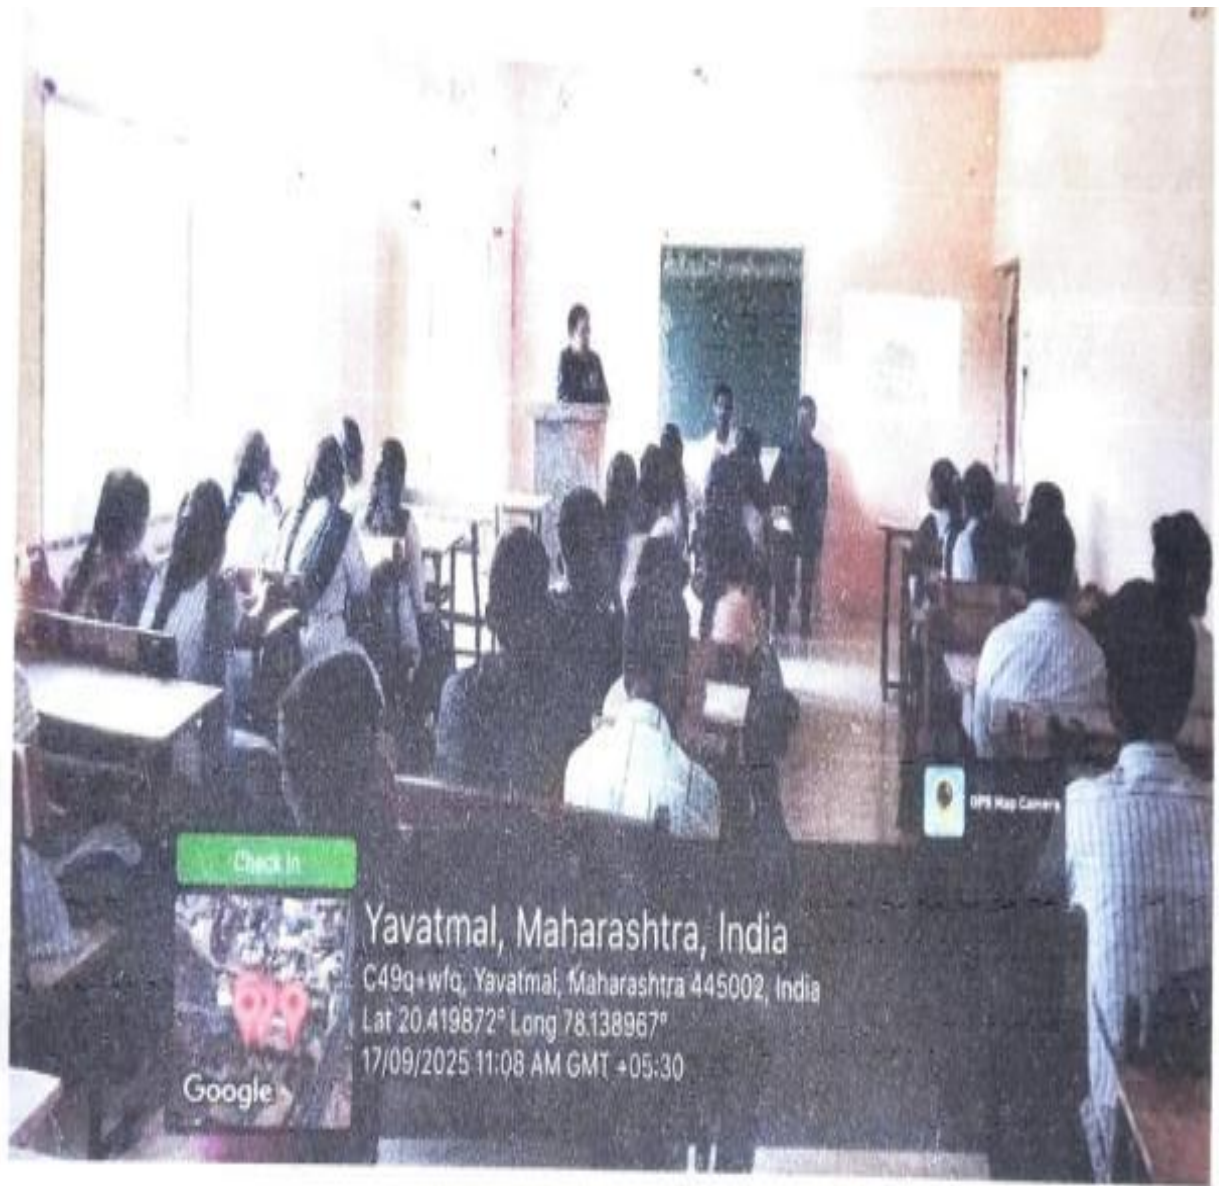 GPS Map Camera
Check In
Yavatmal, Maharashtra, India
C49q+wfq, Yavatmal, Maharashtra 445002, India
Lat 20.419872° Long 78.138967°
17/09/2025 11:08 AM GMT +05:30
Google